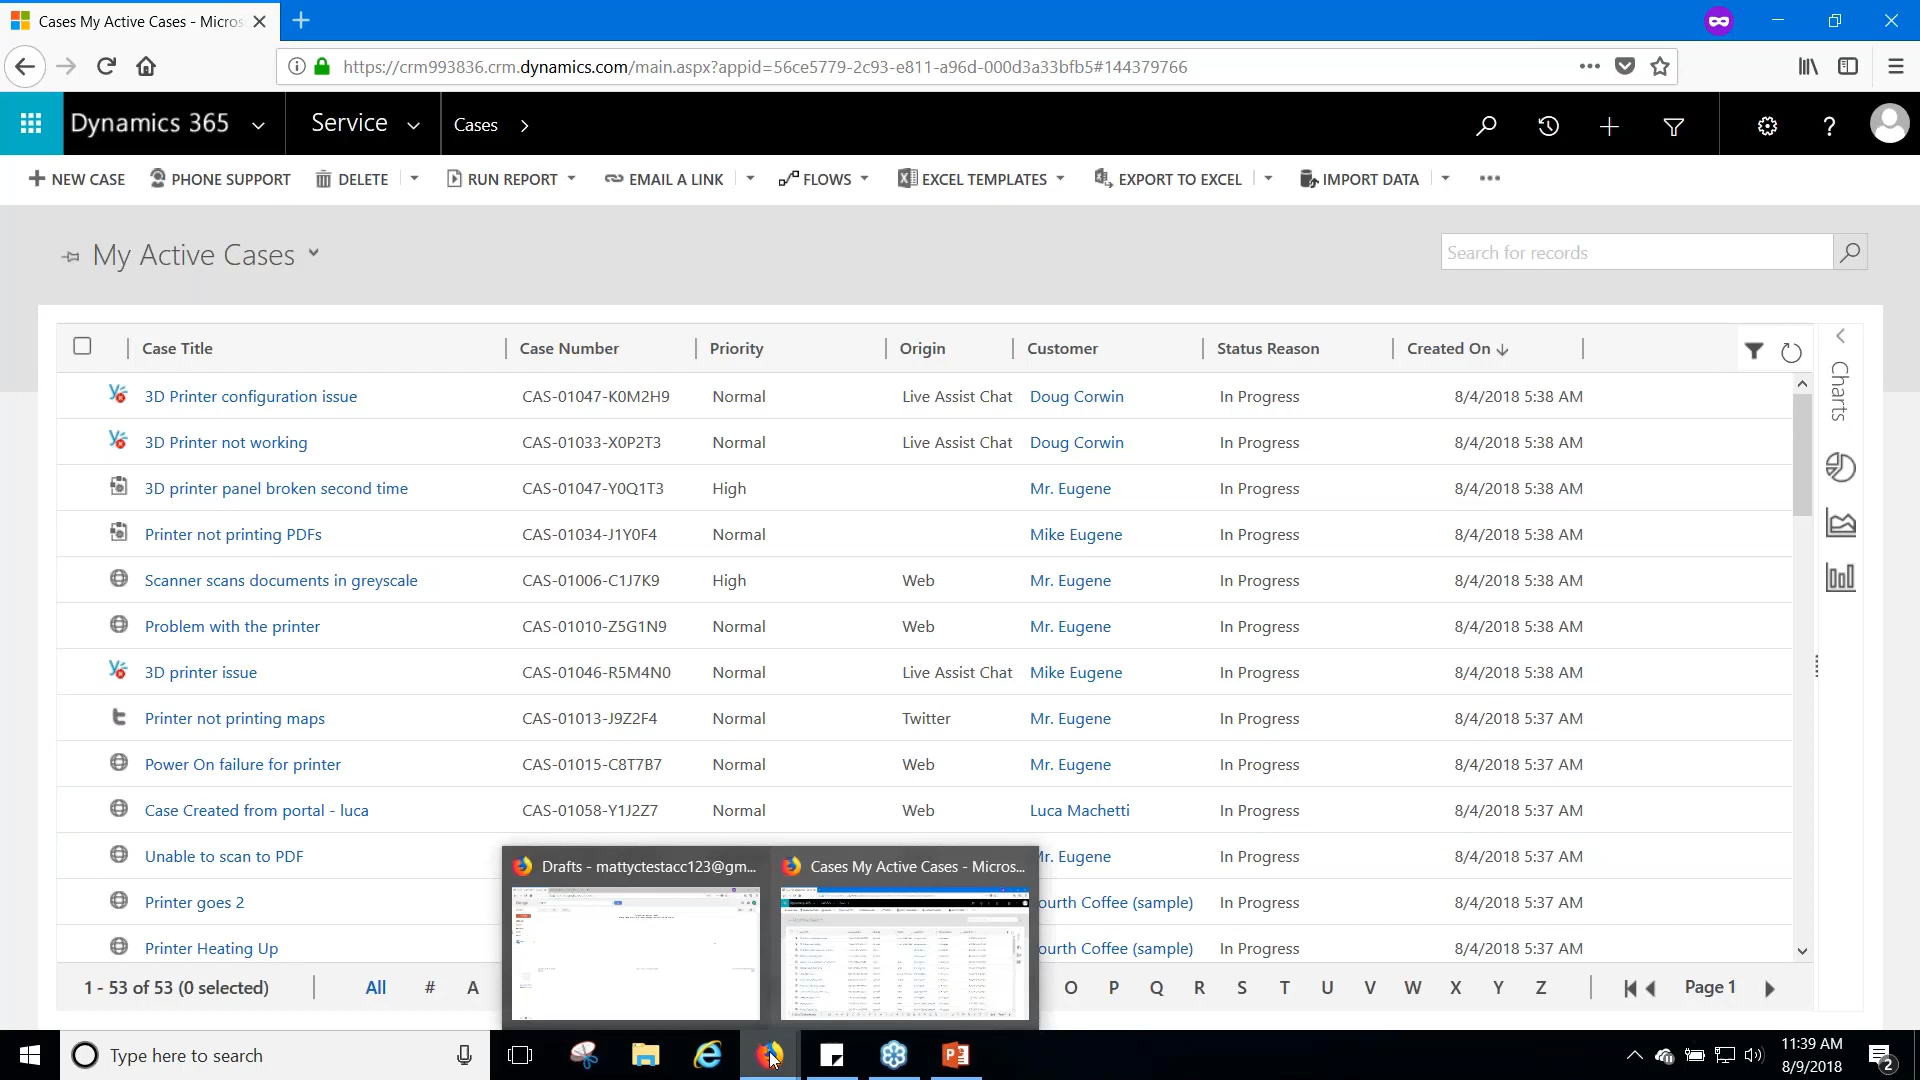 Cases My Active Cases - Micros
https://crm993836.crm.dynamics.com/main.aspx?appid=56ce5779-2c93-e811-a96d-000d3a33bfb5#144379766
Dynamics 365 Service Cases
NEW CASE PHONE SUPPORT DELETE RUN REPORT EMAIL A LINK FLOWS EXCEL TEMPLATES EXPORT TO EXCEL IMPORT DATA
My Active Cases Search for records
Case Title Case Number Priority Origin Customer Status Reason Created On
Charts
3D Printer configuration issue CAS-01047-K0M2H9 Normal Live Assist Chat Doug Corwin In Progress 8/4/2018 5:38 AM
3D Printer not working CAS-01033-X0P2T3 Normal Live Assist Chat Doug Corwin In Progress 8/4/2018 5:38 AM
3D printer panel broken second time CAS-01047-Y0Q1T3 High Mr. Eugene In Progress 8/4/2018 5:38 AM
Printer not printing PDFs CAS-01034-J1Y0F4 Normal Mike Eugene In Progress 8/4/2018 5:38 AM
Scanner scans documents in greyscale CAS-01006-C1J7K9 High Web Mr. Eugene In Progress 8/4/2018 5:38 AM
Problem with the printer CAS-01010-Z5G1N9 Normal Web Mr. Eugene In Progress 8/4/2018 5:38 AM
3D printer issue CAS-01046-R5M4N0 Normal Live Assist Chat Mike Eugene In Progress 8/4/2018 5:38 AM
Printer not printing maps CAS-01013-J9Z2F4 Normal Twitter Mr. Eugene In Progress 8/4/2018 5:37 AM
Power On failure for printer CAS-01015-C8T7B7 Normal Web Mr. Eugene In Progress 8/4/2018 5:37 AM
Case Created from portal - luca CAS-01058-Y1J2Z7 Normal Web Luca Machetti In Progress 8/4/2018 5:37 AM
Unable to scan to PDF Mr. Eugene In Progress 8/4/2018 5:37 AM
Printer goes 2 ourth Coffee (sample) In Progress 8/4/2018 5:37 AM
Printer Heating Up ourth Coffee (sample) In Progress 8/4/2018 5:37 AM
Drafts - mattyctestacc123@gm... Cases My Active Cases - Micros...
1 - 53 of 53 (0 selected) All # A O P Q R S T U V W X Y Z Page 1
Type here to search
11:39 AM
8/9/2018
2